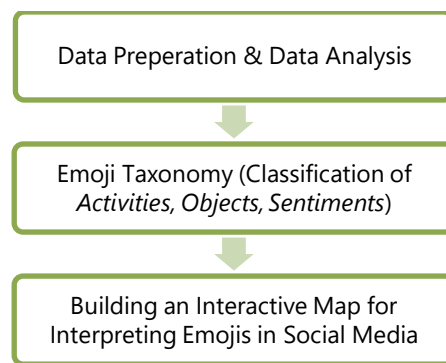 Data Preperation & Data Analysis
Emoji Taxonomy (Classification of
Activities, Objects, Sentiments)
Building an Interactive Map for
Interpreting Emojis in Social Media